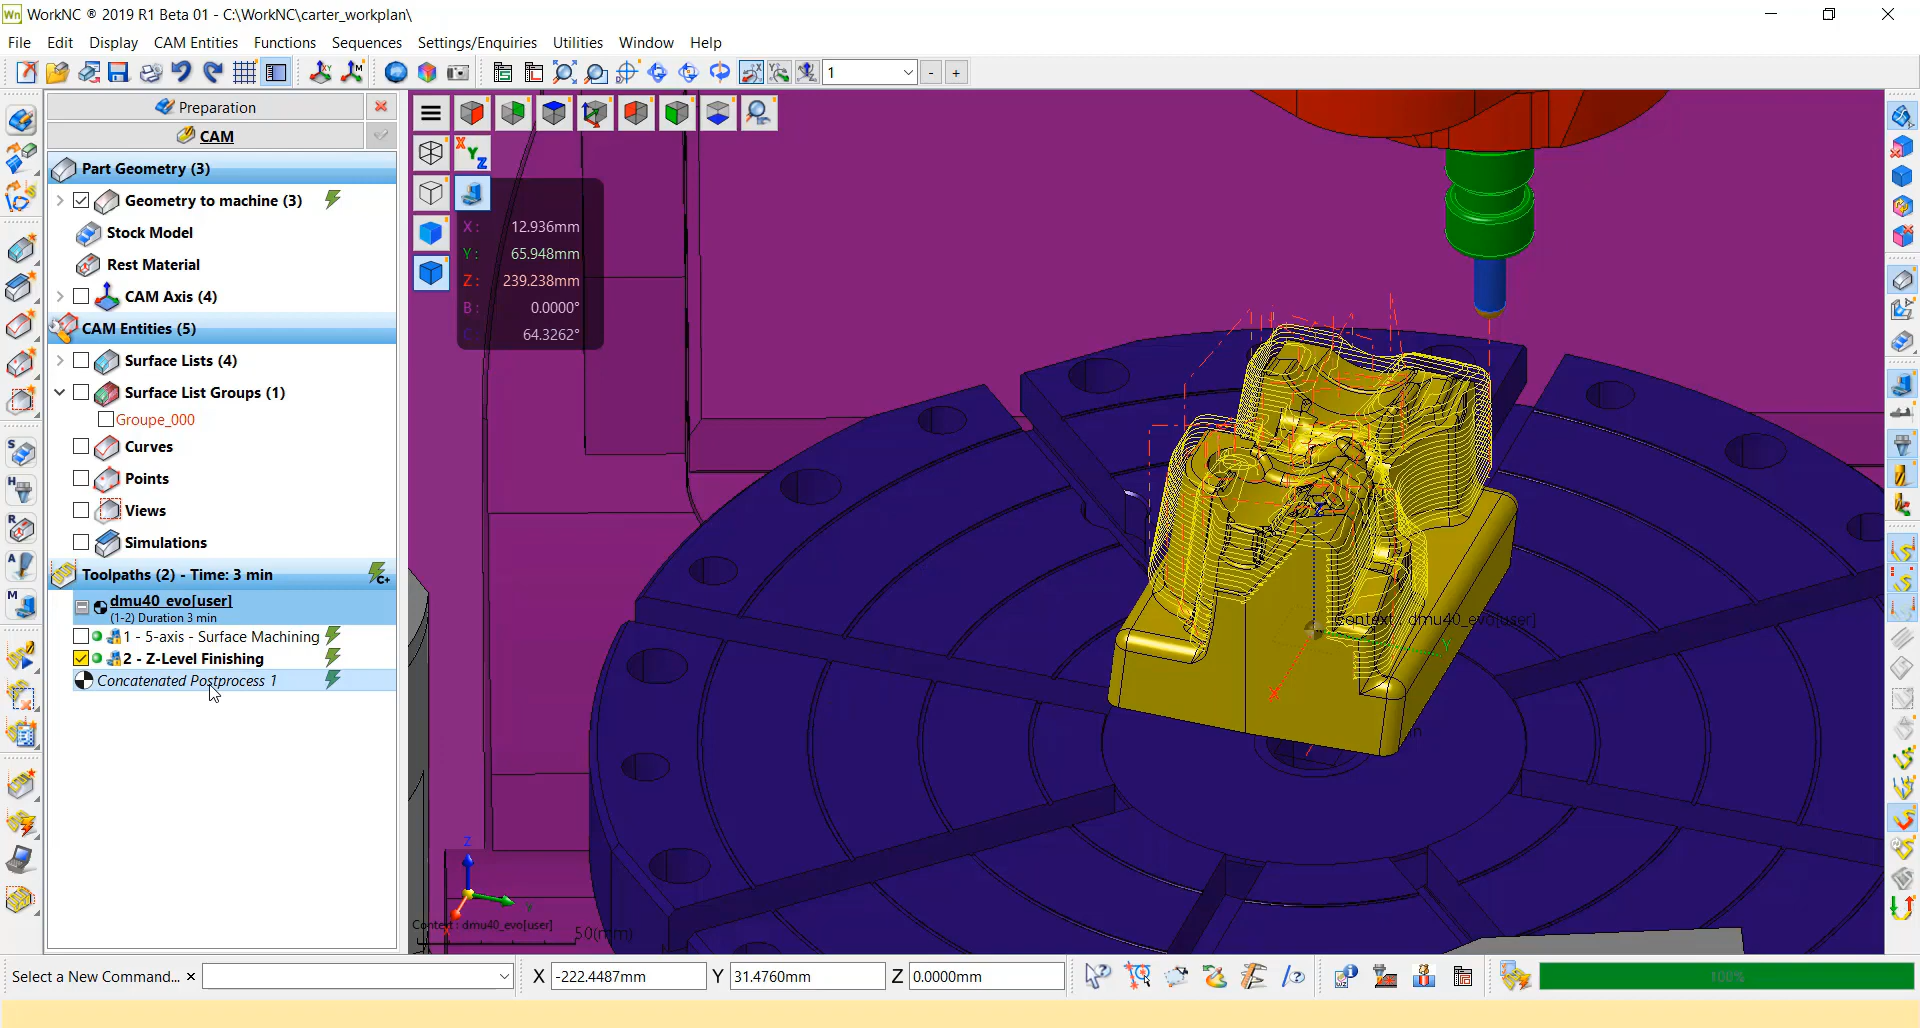 Wn WorkNC ® 2019 R1 Beta 01 - C:\WorkNC\carter_workplan\
File Edit Display CAM Entities Functions Sequences Settings/Enquiries Utilities Window Help
1 - +
Preparation
CAM
Part Geometry (3)
Geometry to machine (3)
Stock Model
Rest Material
CAM Axis (4)
CAM Entities (5)
Surface Lists (4)
Surface List Groups (1)
Groupe_000
Curves
Points
Views
Simulations
Toolpaths (2) - Time: 3 min
dmu40_evo[user]
(1-2) Duration 3 min
1 - 5-axis - Surface Machining
2 - Z-Level Finishing
Concatenated Postprocess 1
X Y Z
X: 12.936mm
Y: 65.948mm
Z: 239.238mm
B: 0.0000°
C: 64.3262°
context : dmu40_evo[user]
Y
X
Z
Context : dmu40_evo[user]
50(mm)
Select a New Command... X -222.4487mm Y 31.4760mm Z 0.0000mm 100%